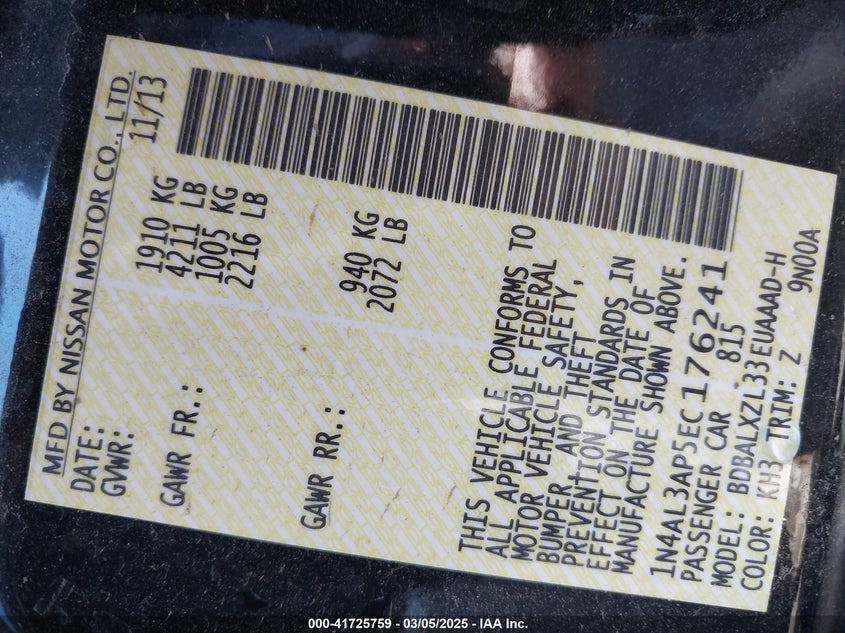 MFD BY NISSAN MOTOR CO., LTD.
DATE: 11/13
GVWR: 1910 KG
4211 LB
GAWR FR.: 1005 KG
2216 LB
GAWR RR.: 940 KG
2072 LB
THIS VEHICLE CONFORMS TO
ALL APPLICABLE FEDERAL
MOTOR VEHICLE SAFETY,
BUMPER AND THEFT
PREVENTION STANDARDS IN
EFFECT ON THE DATE OF
MANUFACTURE SHOWN ABOVE.
1N4AL3AP5EC176241
PASSENGER CAR 815
MODEL: BDBALXZL33EUAAAD-H
COLOR: KH3 TRIM: Z 9N00A
000-41725759 - 03/05/2025 - IAA Inc.